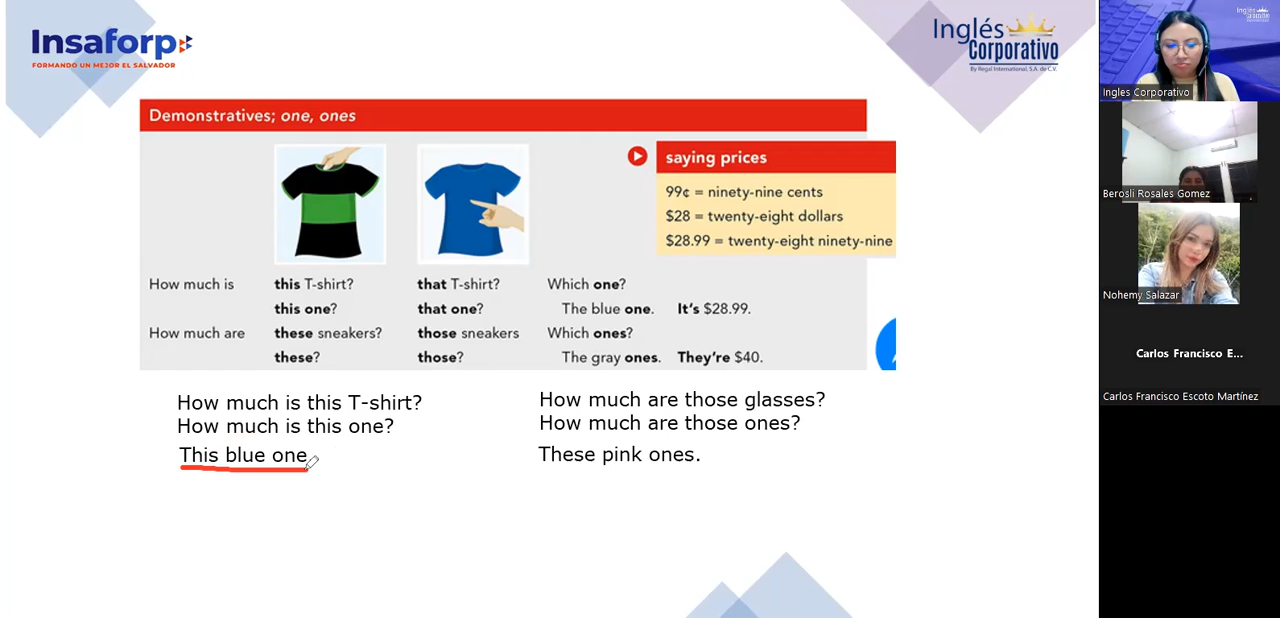 Insaforp
FORMANDO UN MEJOR EL SALVADOR
Inglés
Corporativo
By Regal International, S.A. de C.V.
Demonstratives; one, ones
saying prices
99¢ = ninety-nine cents
$28 = twenty-eight dollars
$28.99 = twenty-eight ninety-nine
How much is this T-shirt? that T-shirt? Which one?
this one? that one? The blue one. It's $28.99.
How much are these sneakers? those sneakers Which ones?
these? those? The gray ones. They're $40.
How much is this T-shirt?
How much is this one?
This blue one
How much are those glasses?
How much are those ones?
These pink ones.
Inglés
Ingles Corporativo
Berosli Rosales Gomez
Nohemy Salazar
Carlos Francisco E...
Carlos Francisco Escoto Martínez